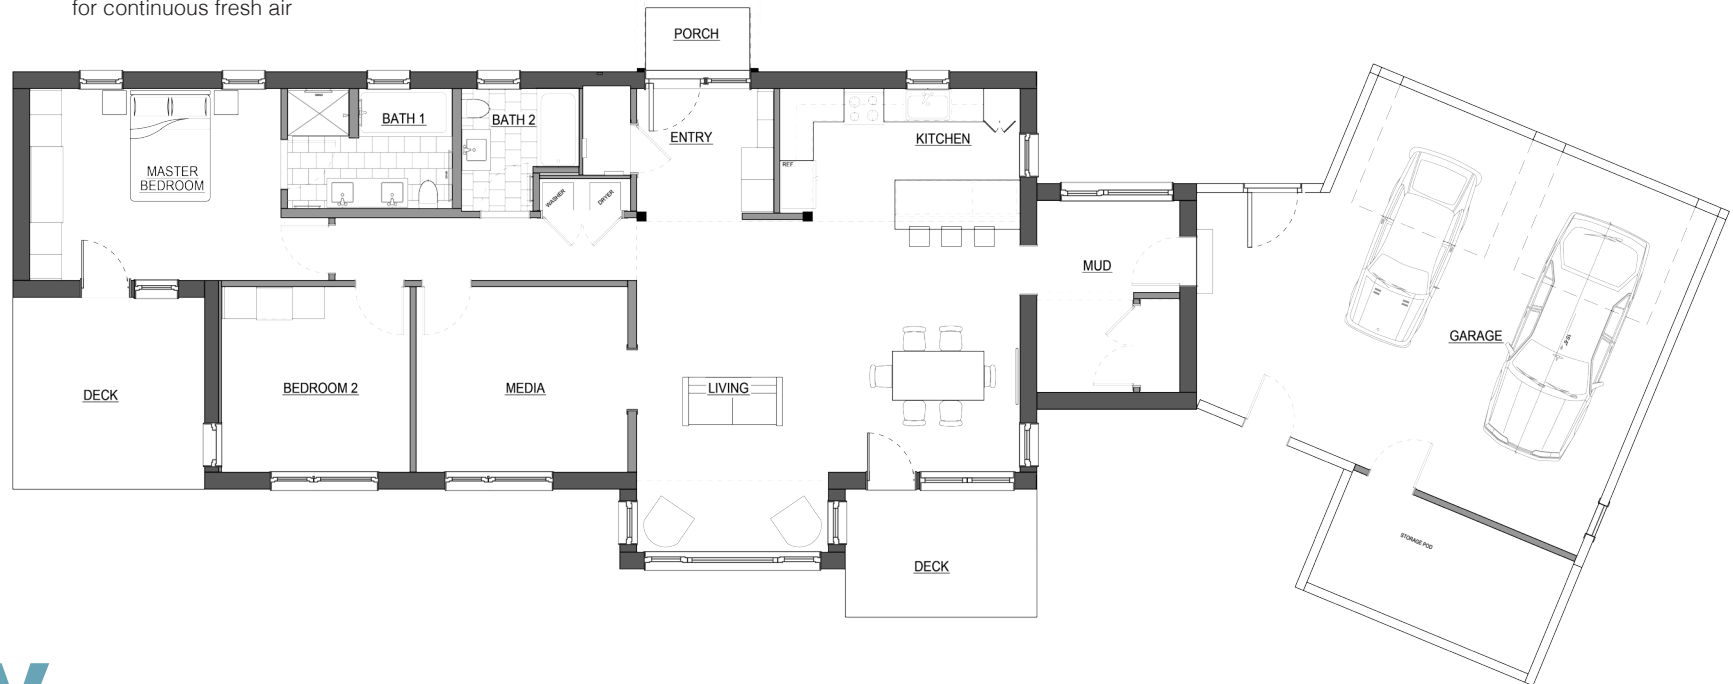 for continuous fresh air
PORCH
BATH 1
BATH 2
ENTRY
KITCHEN
REF
MASTER
BEDROOM
WASHER
DRYER
MUD
GARAGE
DECK
BEDROOM 2
MEDIA
LIVING
STORAGE POD
DECK